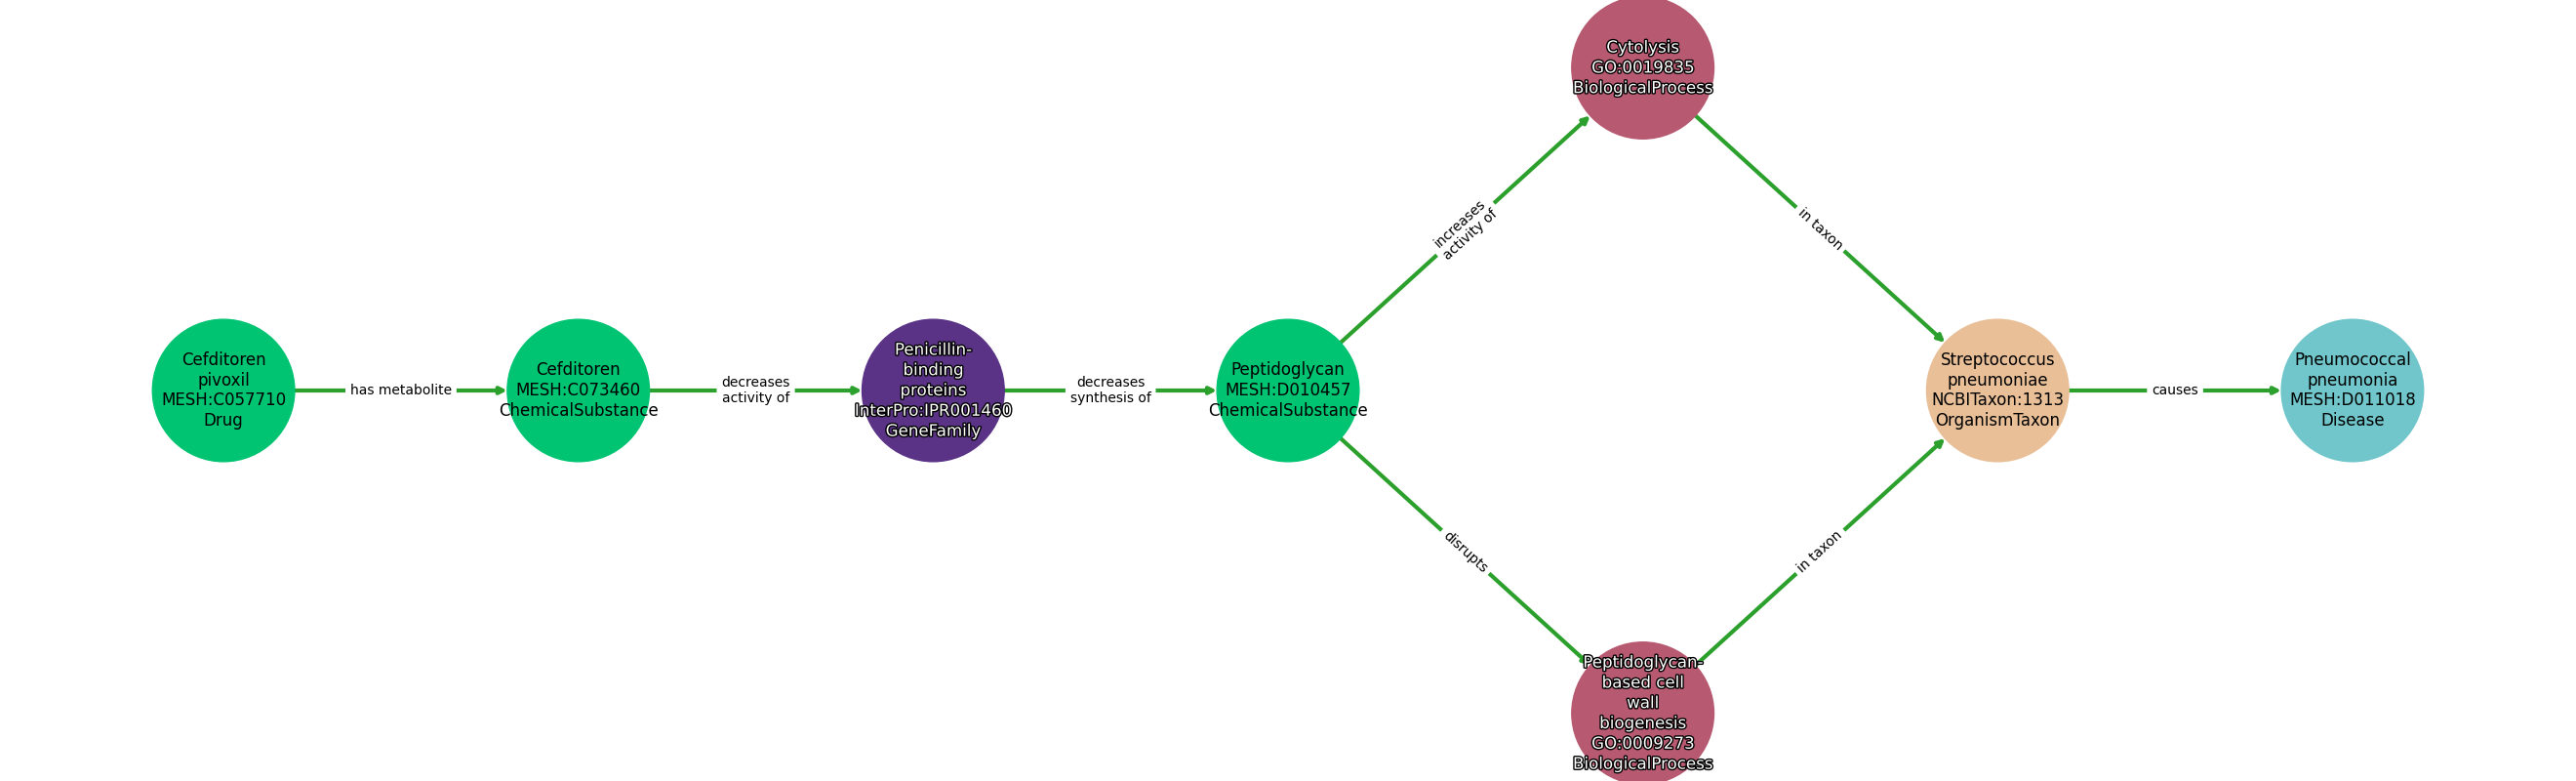 Cytolysis
GO:0019835
BiologicalProcess
increases
activity of
in taxon
Cefditoren
pivoxil
MESH:C057710
Drug
has metabolite
Cefditoren
MESH:C073460
ChemicalSubstance
decreases
activity of
Penicillin-
binding
proteins
InterPro:IPR001460
GeneFamily
decreases
synthesis of
Peptidoglycan
MESH:D010457
ChemicalSubstance
Streptococcus
pneumoniae
NCBITaxon:1313
OrganismTaxon
causes
Pneumococcal
pneumonia
MESH:D011018
Disease
disrupts
in taxon
Peptidoglycan-
based cell
wall
biogenesis
GO:0009273
BiologicalProcess